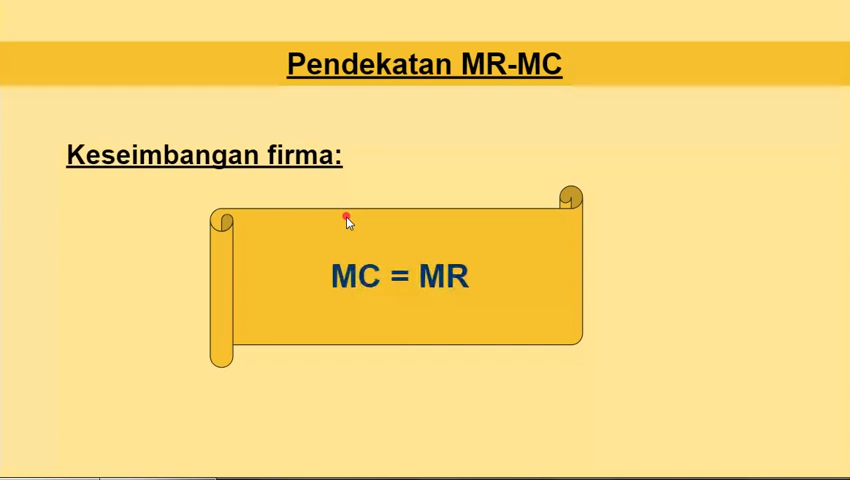 Pendekatan MR-MC
Keseimbangan firma:
MC = MR